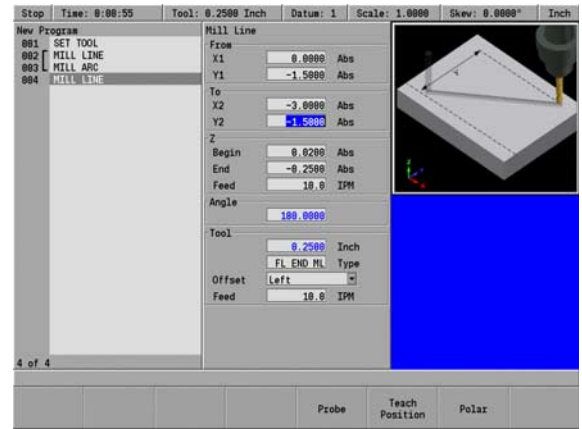 Stop Time: 0:00:55 Tool: 0.2500 Inch Datum: 1 Scale: 1.0000 Skew: 0.0000° Inch
New Program
001 SET TOOL
002 MILL LINE
003 MILL ARC
004 MILL LINE
4 of 4
Mill Line
From
X1 0.0000 Abs
Y1 -1.5000 Abs
To
X2 -3.0000 Abs
Y2 -1.5000 Abs
Z
Begin 0.0200 Abs
End -0.2500 Abs
Feed 10.0 IPM
Angle
180.0000
Tool
0.2500 Inch
FL END ML Type
Offset Left
Feed 10.0 IPM
Probe
Teach Position
Polar